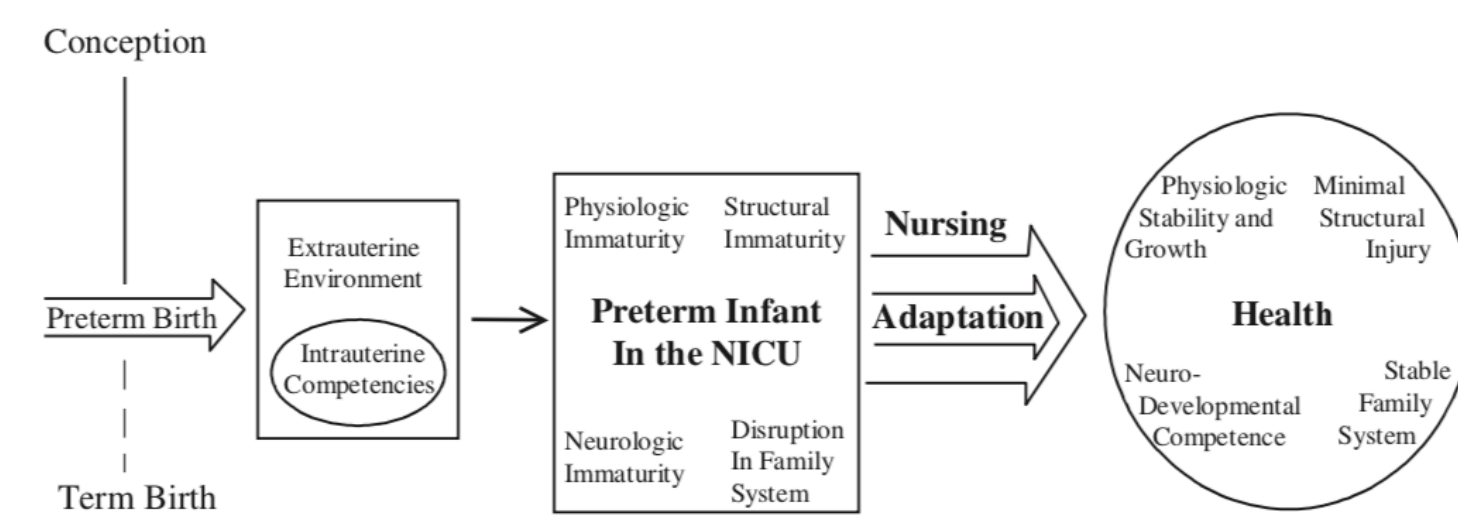 Conception
Preterm Birth
Term Birth
Extrauterine
Environment
Intrauterine
Competencies
Physiologic
Immaturity
Structural
Immaturity
Preterm Infant
In the NICU
Neurologic
Immaturity
Disruption
In Family
System
Nursing
Adaptation
Physiologic
Stability and
Growth
Minimal
Structural
Injury
Health
Neuro-
Developmental
Competence
Stable
Family
System